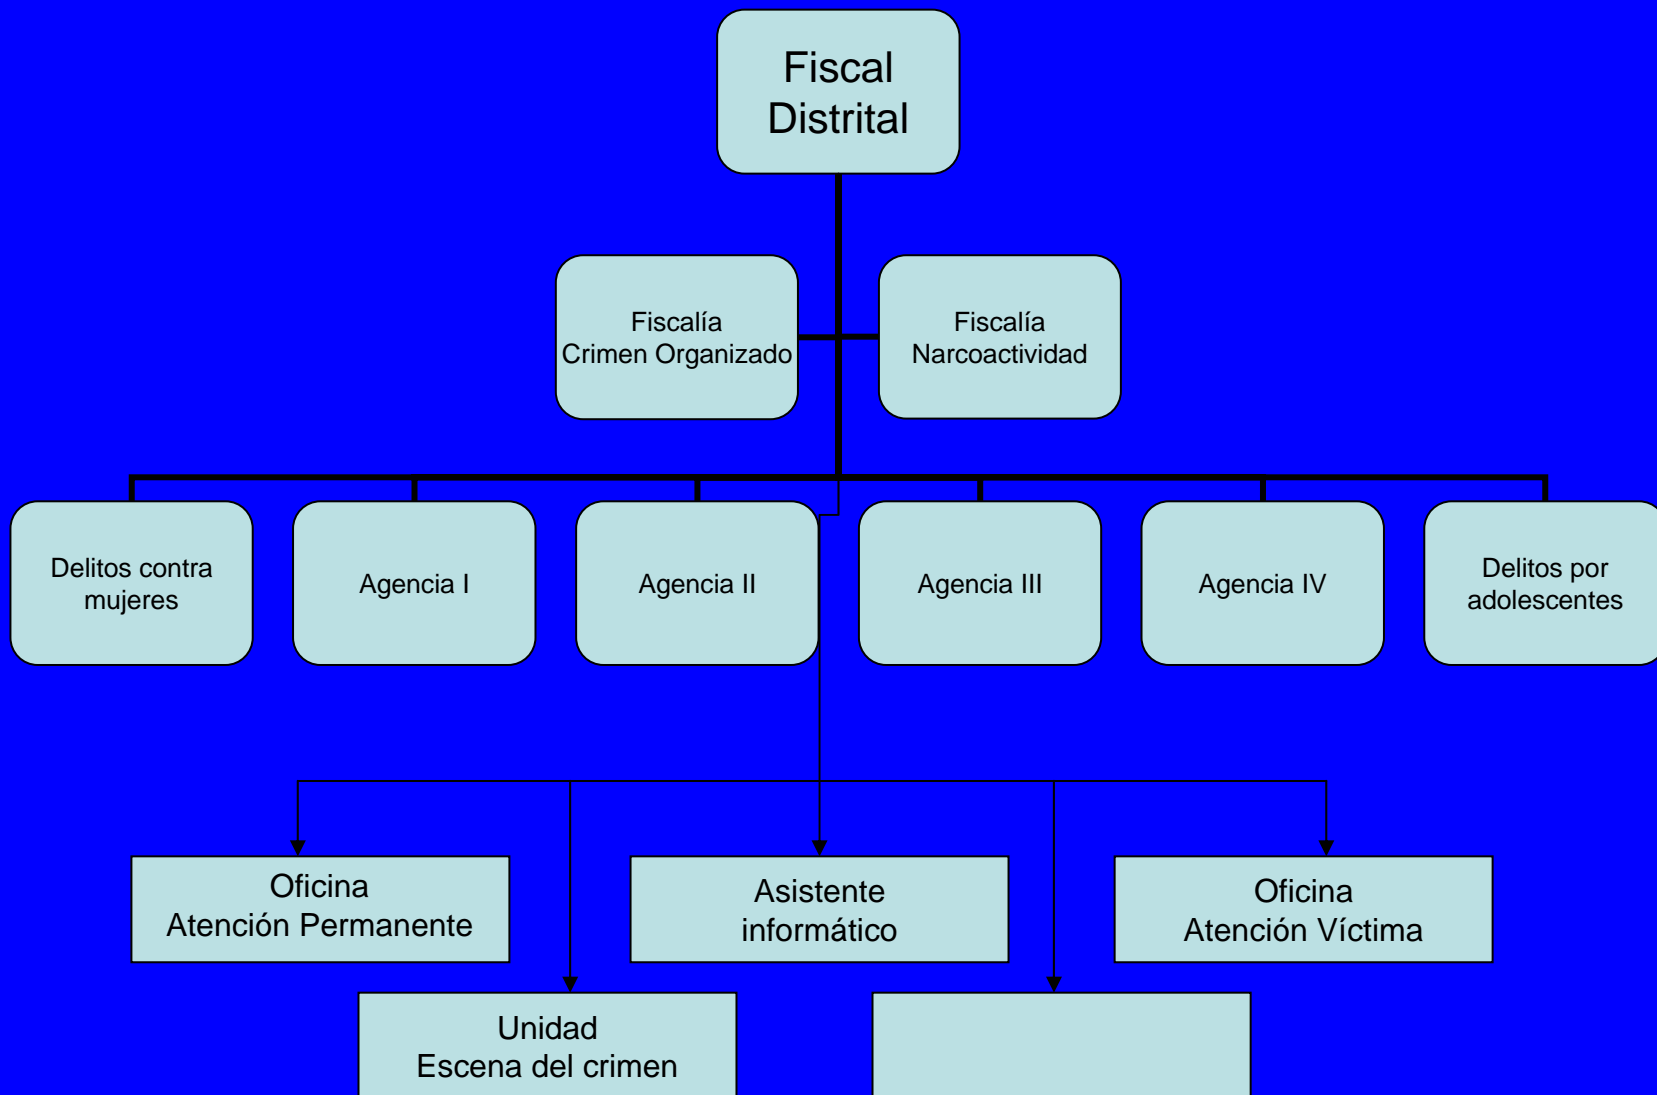 Fiscal
Distrital
Fiscalía
Crimen Organizado
Fiscalía
Narcoactividad
Delitos contra
mujeres
Agencia I
Agencia II
Agencia III
Agencia IV
Delitos por
adolescentes
Oficina
Atención Permanente
Asistente
informático
Oficina
Atención Víctima
Unidad
Escena del crimen